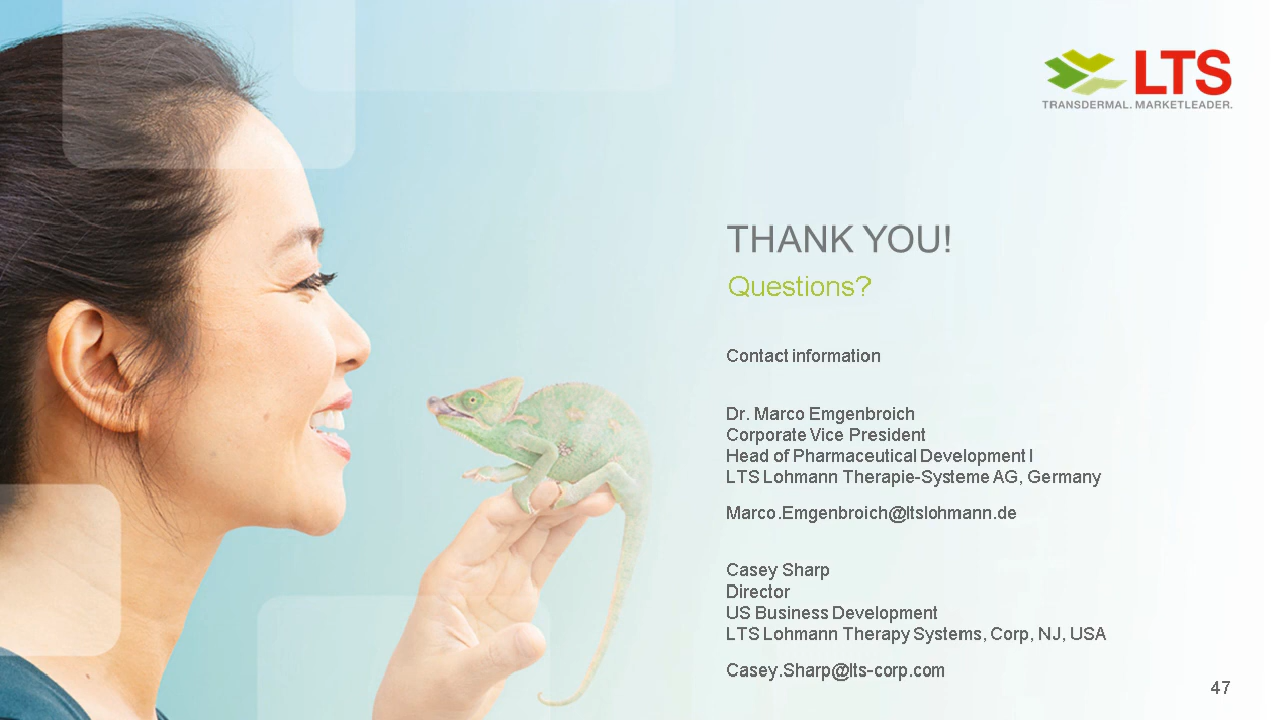 LTS
TRANSDERMAL. MARKETLEADER.
THANK YOU!
Questions?
Contact information
Dr. Marco Emgenbroich
Corporate Vice President
Head of Pharmaceutical Development I
LTS Lohmann Therapie-Systeme AG, Germany
Marco.Emgenbroich@ltslohmann.de
Casey Sharp
Director
US Business Development
LTS Lohmann Therapy Systems, Corp, NJ, USA
Casey.Sharp@lts-corp.com
47